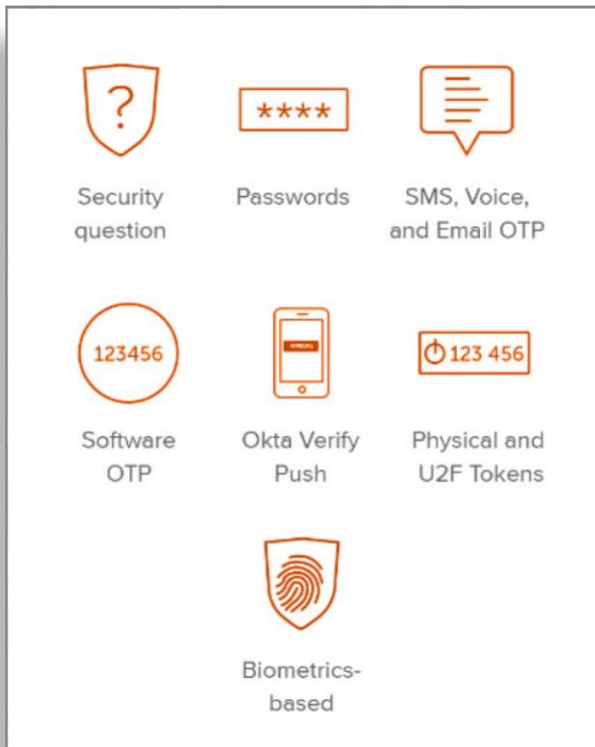 ?
****
Security
question
Passwords
SMS, Voice,
and Email OTP
123456
123 456
Software
OTP
Okta Verify
Push
Physical and
U2F Tokens
Biometrics-
based